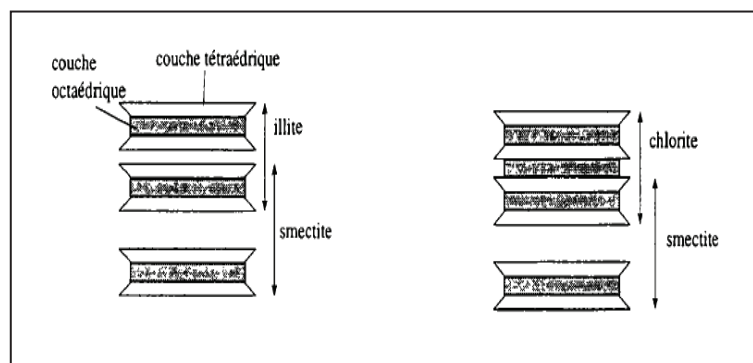 couche tétraédrique
couche
octaédrique
illite
smectite
chlorite
smectite